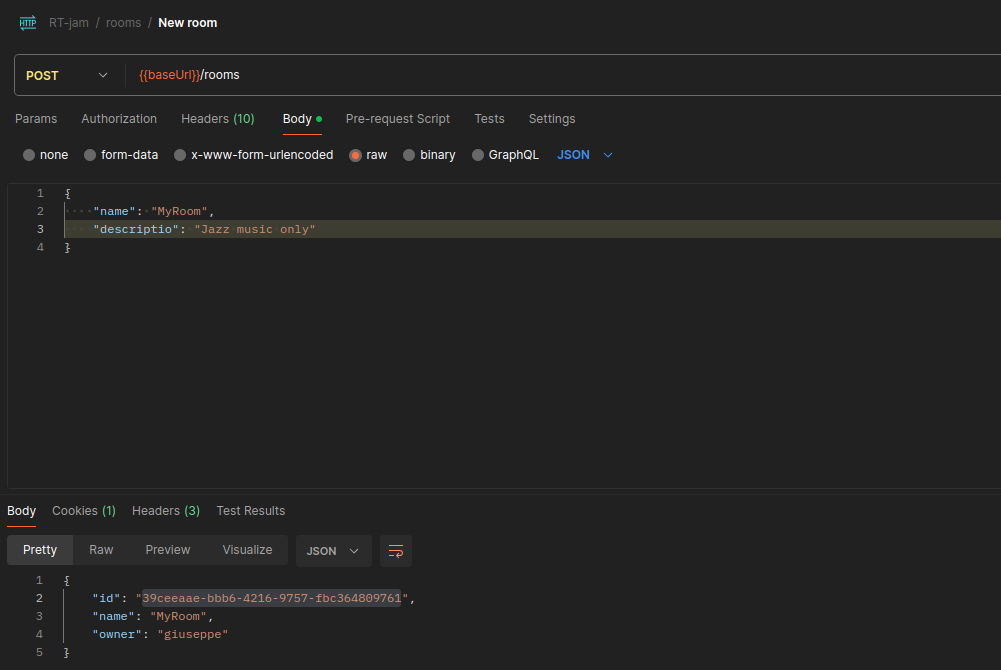 HTTP RT-jam / rooms / New room
POST {{baseUrl}}/rooms
Params Authorization Headers (10) Body Pre-request Script Tests Settings
none form-data x-www-form-urlencoded raw binary GraphQL JSON
1 {
2 "name": "MyRoom",
3 "descriptio": "Jazz music only"
4 }
Body Cookies (1) Headers (3) Test Results
Pretty Raw Preview Visualize JSON
1 {
2 "id": "39ceeaae-bbb6-4216-9757-fbc364809761",
3 "name": "MyRoom",
4 "owner": "giuseppe"
5 }